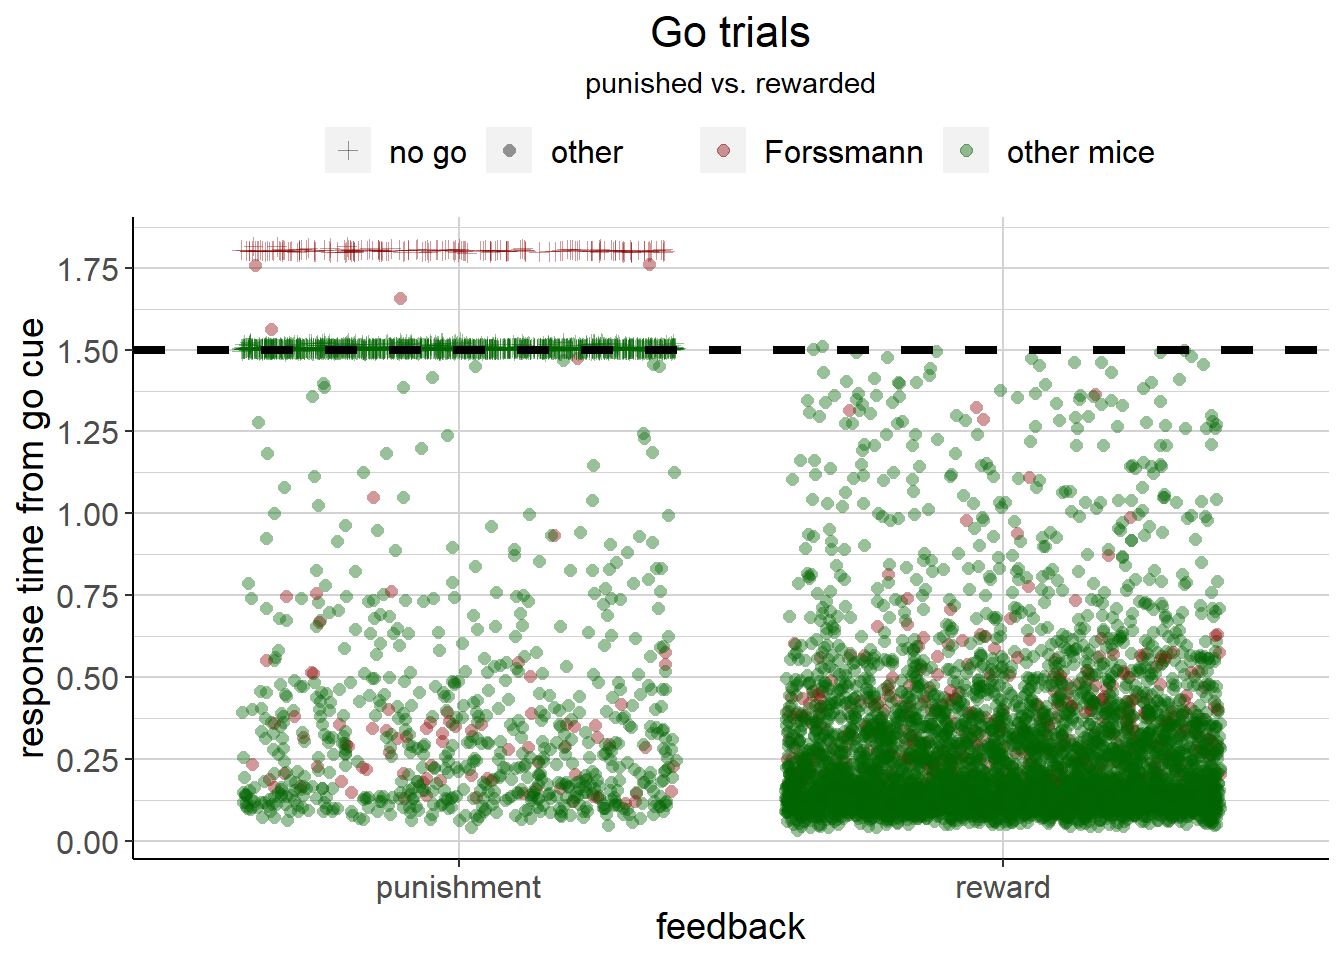 Go trials
punished vs. rewarded
no go other Forssmann other mice
response time from go cue
1.75
1.50
1.25
1.00
0.75
0.50
0.25
0.00
punishment reward
feedback